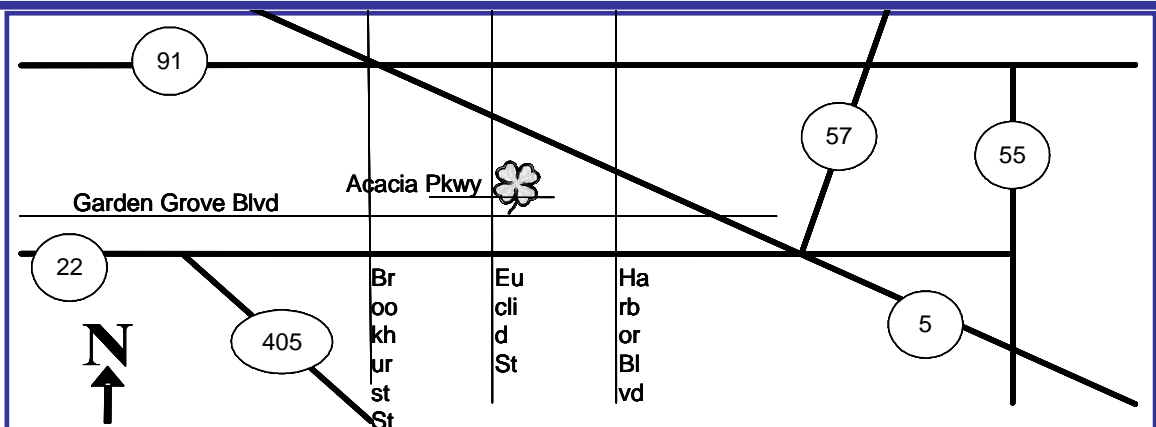 91
57
55
Acacia Pkwy
Garden Grove Blvd
22
Br
oo
kh
ur
st
St
Eu
cli
d
St
Ha
rb
or
Bl
vd
5
405
N